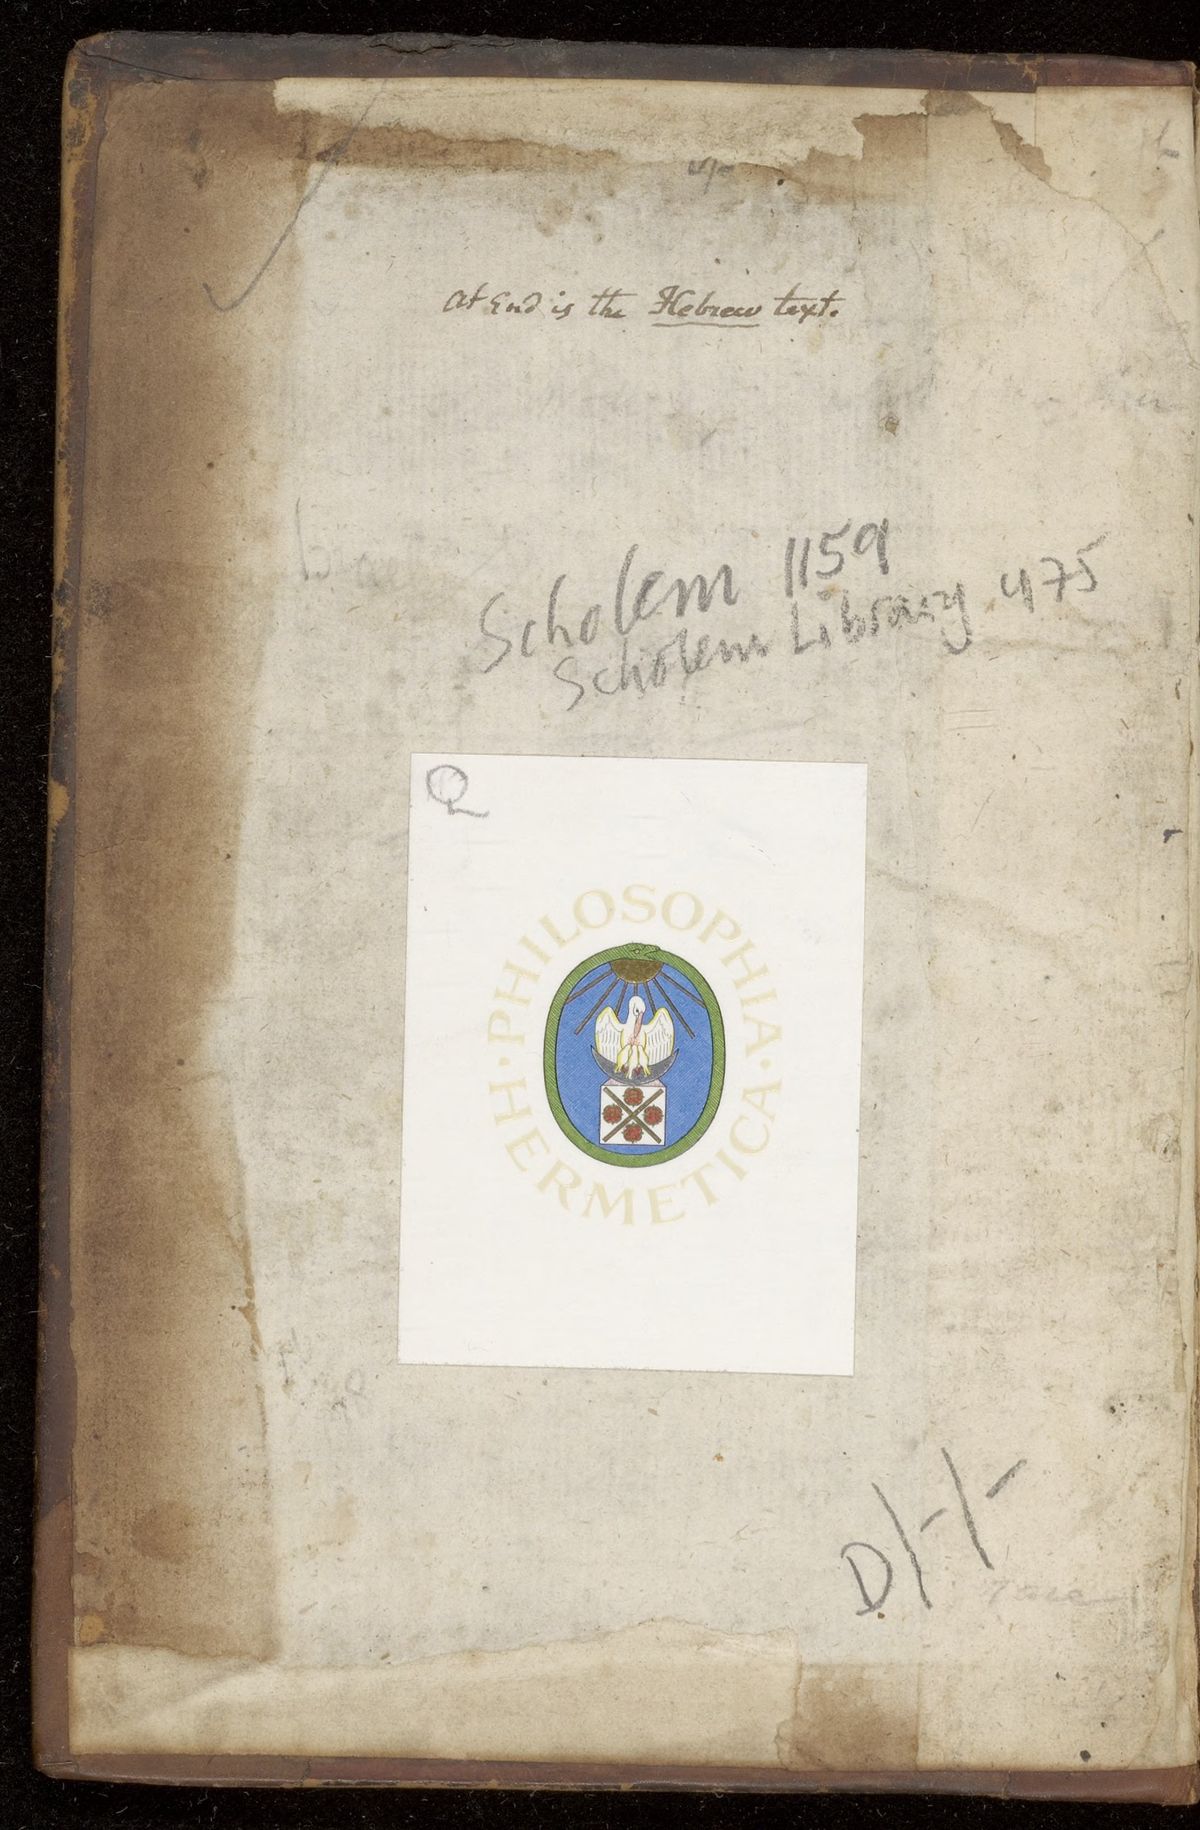 At End is the Hebrew text.
Scholem 1159
Scholem Library 475
Q
· PHILOSOPHIA ·
HERMETICA
D/-/-